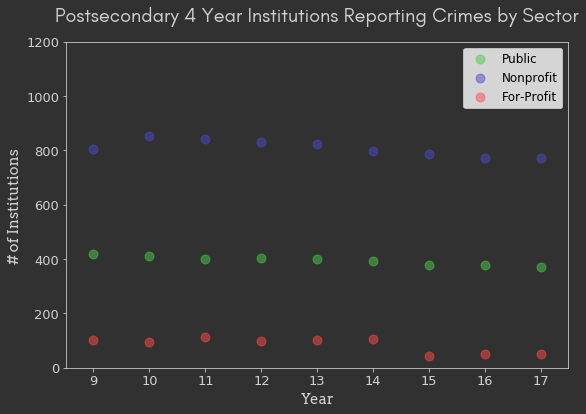 Postsecondary 4 Year Institutions Reporting Crimes by Sector
1200
1000
800
600
400
200
0
# of Institutions
Public
Nonprofit
For-Profit
9 10 11 12 13 14 15 16 17
Year